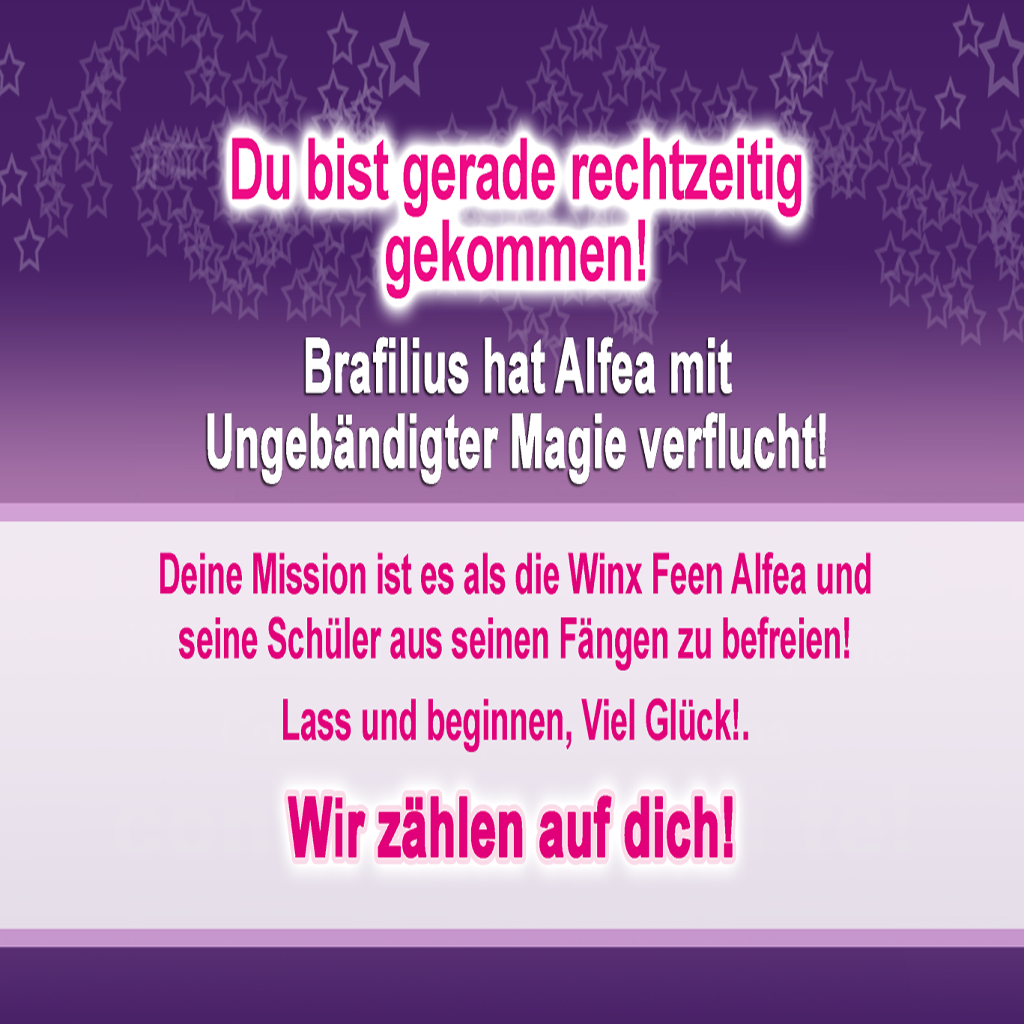 Du bist gerade rechtzeitig
gekommen!
Brafilius hat Alfea mit
Ungebändigter Magie verflucht!
Deine Mission ist es als die Winx Feen Alfea und
seine Schüler aus seinen Fängen zu befreien!
Lass und beginnen, Viel Glück!.
Wir zählen auf dich!